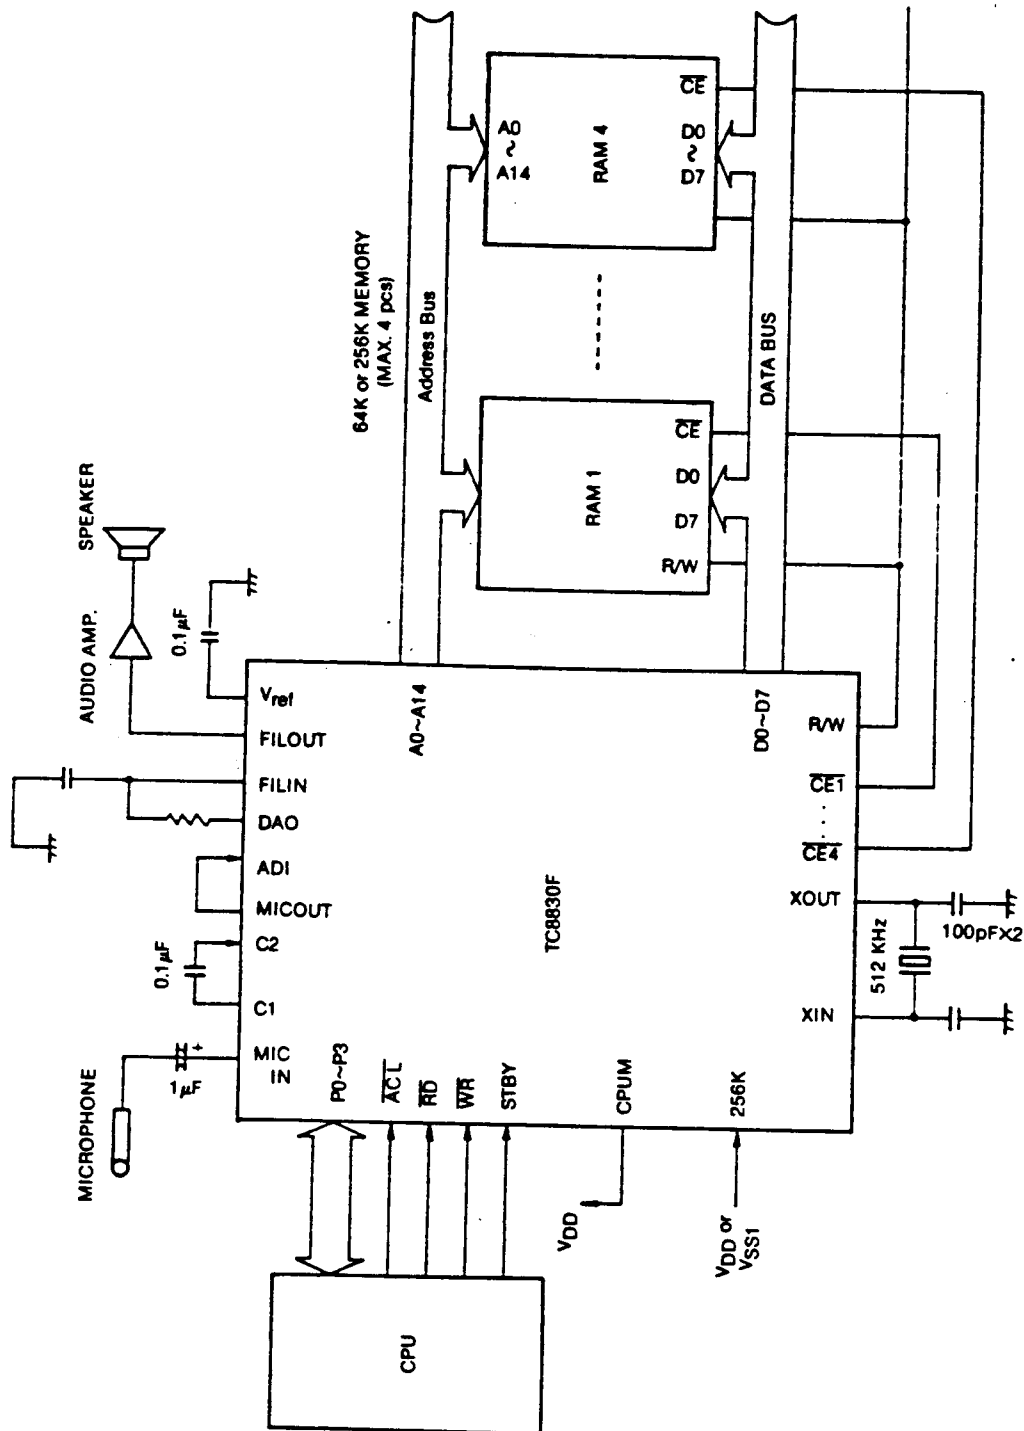 MICROPHONE
1μF
+
0.1μF
AUDIO AMP.
SPEAKER
0.1μF
MIC
IN
C1
C2
MICOUT
ADI
DAO
FILIN
FILOUT
Vref
CPU
P0~P3
ACL
RD
WR
STBY
CPUM
VDD
256K
VDD or
VSS1
TC8830F
A0~A14
D0~D7
XIN
XOUT
512 KHz
100pF×2
CE4
CE1
R/W
64K or 256K MEMORY
(MAX. 4 pcs)
Address Bus
RAM 1
R/W
D7
D0
CE
DATA BUS
RAM 4
A0
~
A14
D0
~
D7
CE